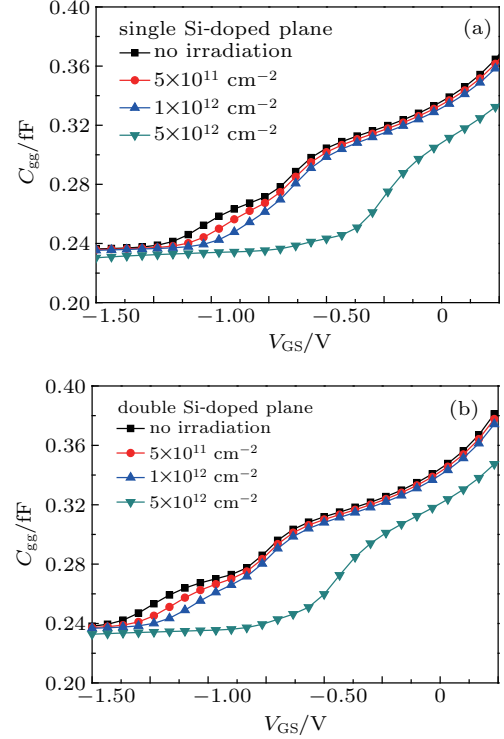 (a)
single Si-doped plane
no irradiation
5×10¹¹ cm⁻²
1×10¹² cm⁻²
5×10¹² cm⁻²
0.40
0.36
0.32
0.28
0.24
0.20
C_gg/fF
−1.50 −1.00 −0.50 0
V_GS/V
(b)
double Si-doped plane
no irradiation
5×10¹¹ cm⁻²
1×10¹² cm⁻²
5×10¹² cm⁻²
0.40
0.36
0.32
0.28
0.24
0.20
C_gg/fF
−1.50 −1.00 −0.50 0
V_GS/V